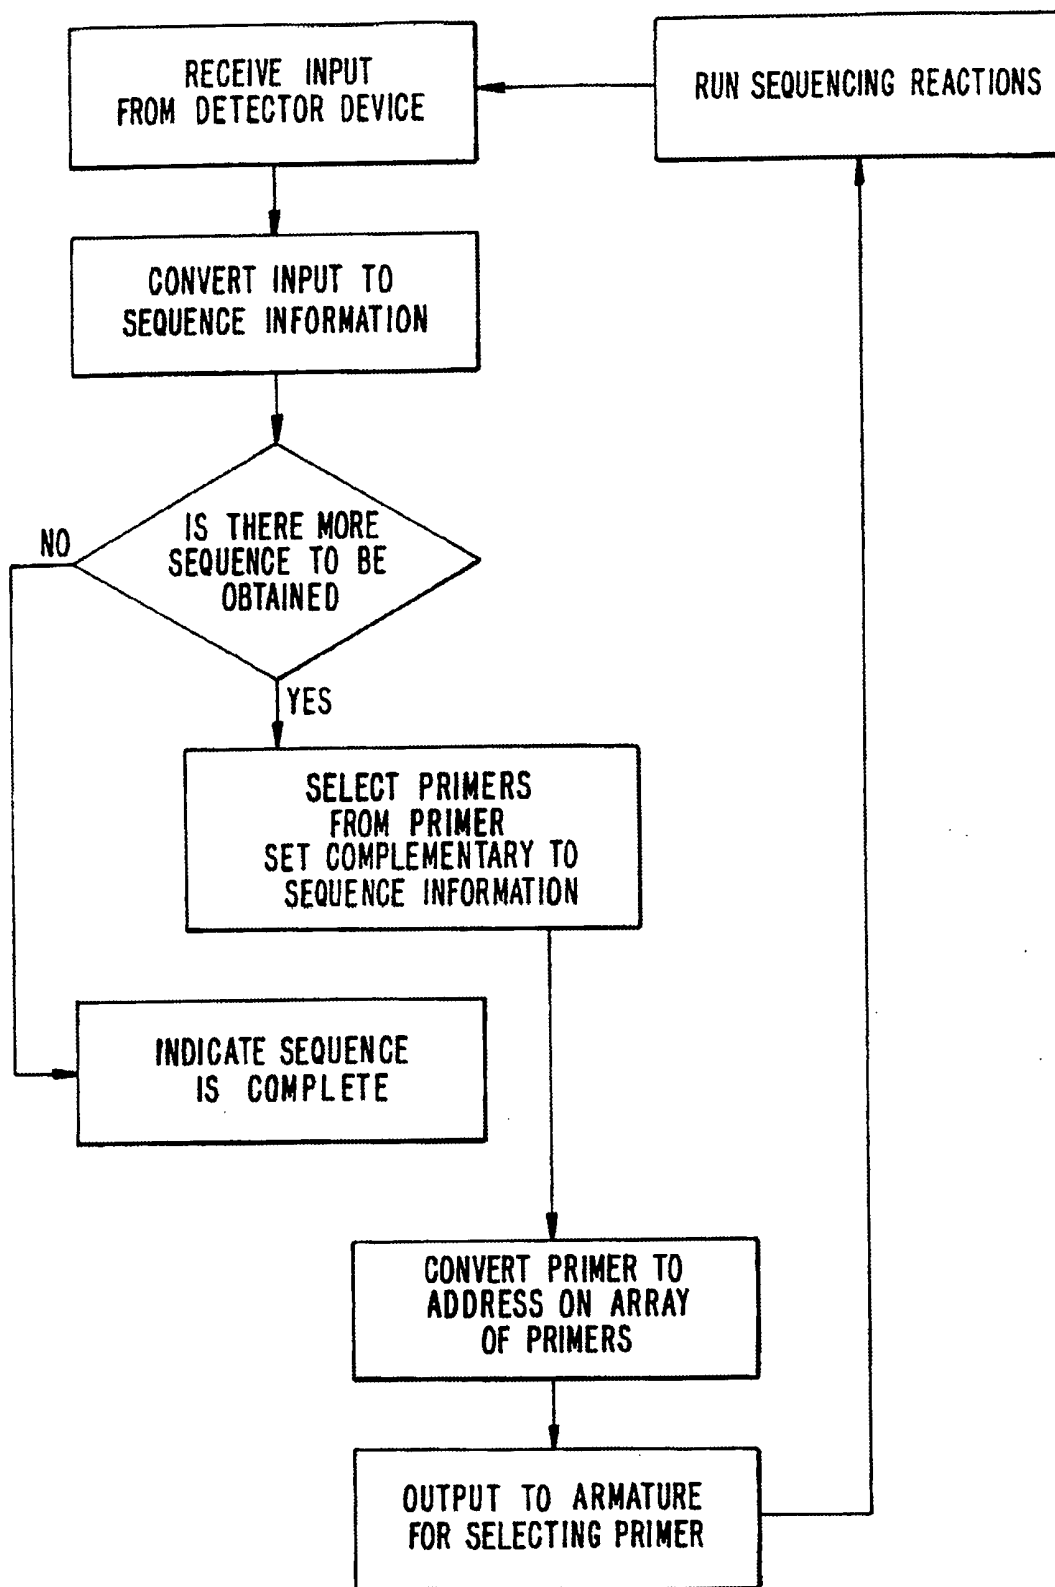 RECEIVE INPUT
FROM DETECTOR DEVICE
RUN SEQUENCING REACTIONS
CONVERT INPUT TO
SEQUENCE INFORMATION
IS THERE MORE
SEQUENCE TO BE
OBTAINED
NO
YES
SELECT PRIMERS
FROM PRIMER
SET COMPLEMENTARY TO
SEQUENCE INFORMATION
INDICATE SEQUENCE
IS COMPLETE
CONVERT PRIMER TO
ADDRESS ON ARRAY
OF PRIMERS
OUTPUT TO ARMATURE
FOR SELECTING PRIMER